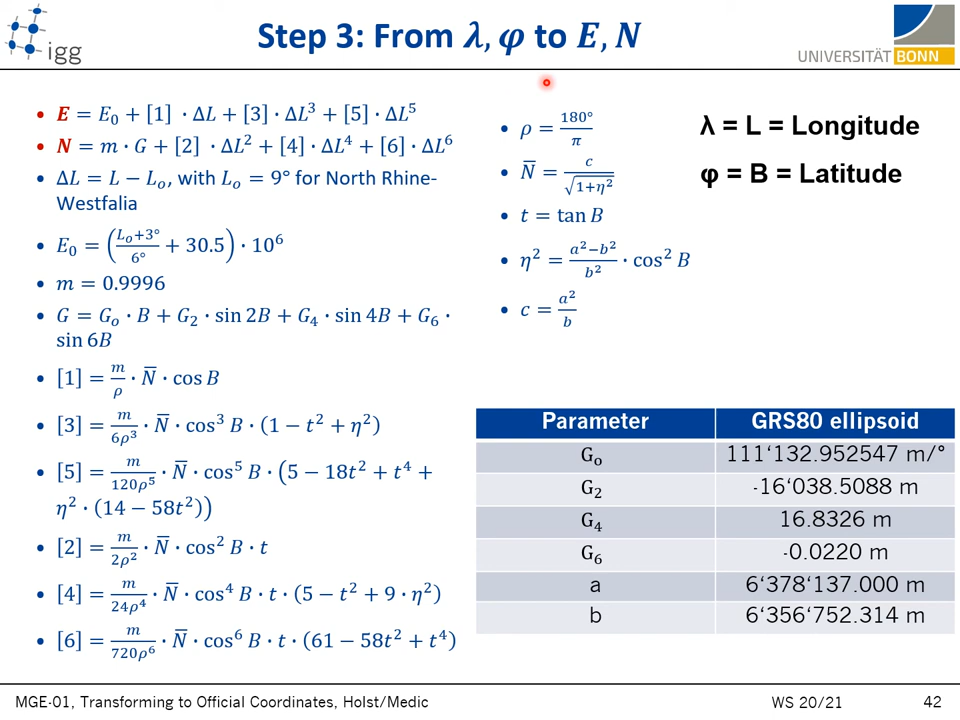 Step 3: From λ, φ to E, N
igg
UNIVERSITÄT BONN
• E = E₀ + [1] · ΔL + [3] · ΔL³ + [5] · ΔL⁵
• N = m · G + [2] · ΔL² + [4] · ΔL⁴ + [6] · ΔL⁶
• ΔL = L − Lₒ, with Lₒ = 9° for North Rhine-
Westfalia
• E₀ = ((Lₒ+3°)/6° + 30.5) · 10⁶
• m = 0.9996
• G = Gₒ · B + G₂ · sin 2B + G₄ · sin 4B + G₆ ·
sin 6B
• [1] = m/ρ · N̅ · cos B
• [3] = m/6ρ³ · N̅ · cos³ B · (1 − t² + η²)
• [5] = m/120ρ⁵ · N̅ · cos⁵ B · (5 − 18t² + t⁴ +
η² · (14 − 58t²))
• [2] = m/2ρ² · N̅ · cos² B · t
• [4] = m/24ρ⁴ · N̅ · cos⁴ B · t · (5 − t² + 9 · η²)
• [6] = m/720ρ⁶ · N̅ · cos⁶ B · t · (61 − 58t² + t⁴)
• ρ = 180°/π
• N̅ = c/√(1+η²)
• t = tan B
• η² = (a²−b²)/b² · cos² B
• c = a²/b
λ = L = Longitude
φ = B = Latitude
Parameter GRS80 ellipsoid
Gₒ 111‘132.952547 m/°
G₂ -16‘038.5088 m
G₄ 16.8326 m
G₆ -0.0220 m
a 6‘378‘137.000 m
b 6‘356‘752.314 m
MGE-01, Transforming to Official Coordinates, Holst/Medic WS 20/21 42